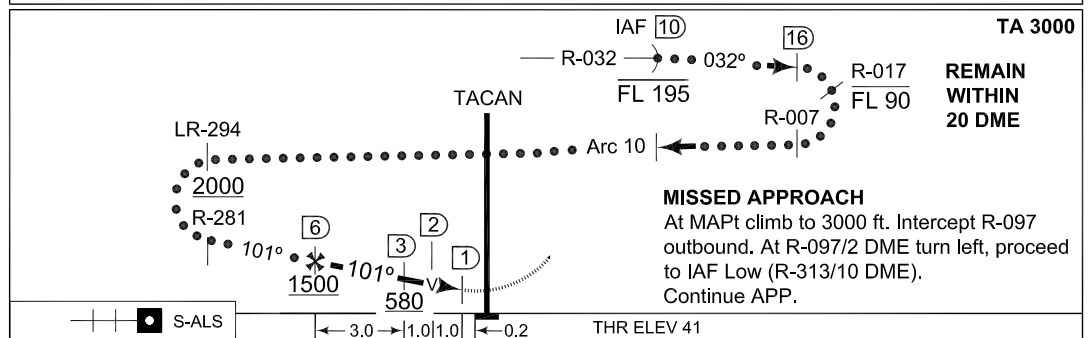 IAF 10
TA 3000
R-032
032º
16
FL 195
R-017
FL 90
REMAIN
WITHIN
20 DME
TACAN
R-007
LR-294
Arc 10
2000
R-281
101º
6
1500
101º
3
580
2
V
1
MISSED APPROACH
At MAPt climb to 3000 ft. Intercept R-097
outbound. At R-097/2 DME turn left, proceed
to IAF Low (R-313/10 DME).
Continue APP.
S-ALS
3.0
1.0
1.0
0.2
THR ELEV 41